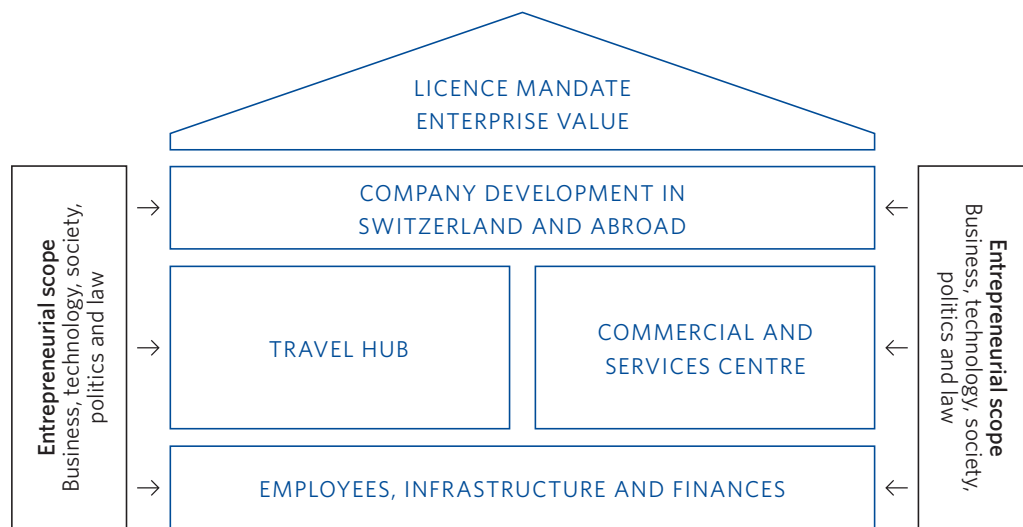 LICENCE MANDATE
ENTERPRISE VALUE
Entrepreneurial scope
Business, technology, society,
politics and law
COMPANY DEVELOPMENT IN
SWITZERLAND AND ABROAD
TRAVEL HUB
COMMERCIAL AND
SERVICES CENTRE
EMPLOYEES, INFRASTRUCTURE AND FINANCES
Entrepreneurial scope
Business, technology, society,
politics and law